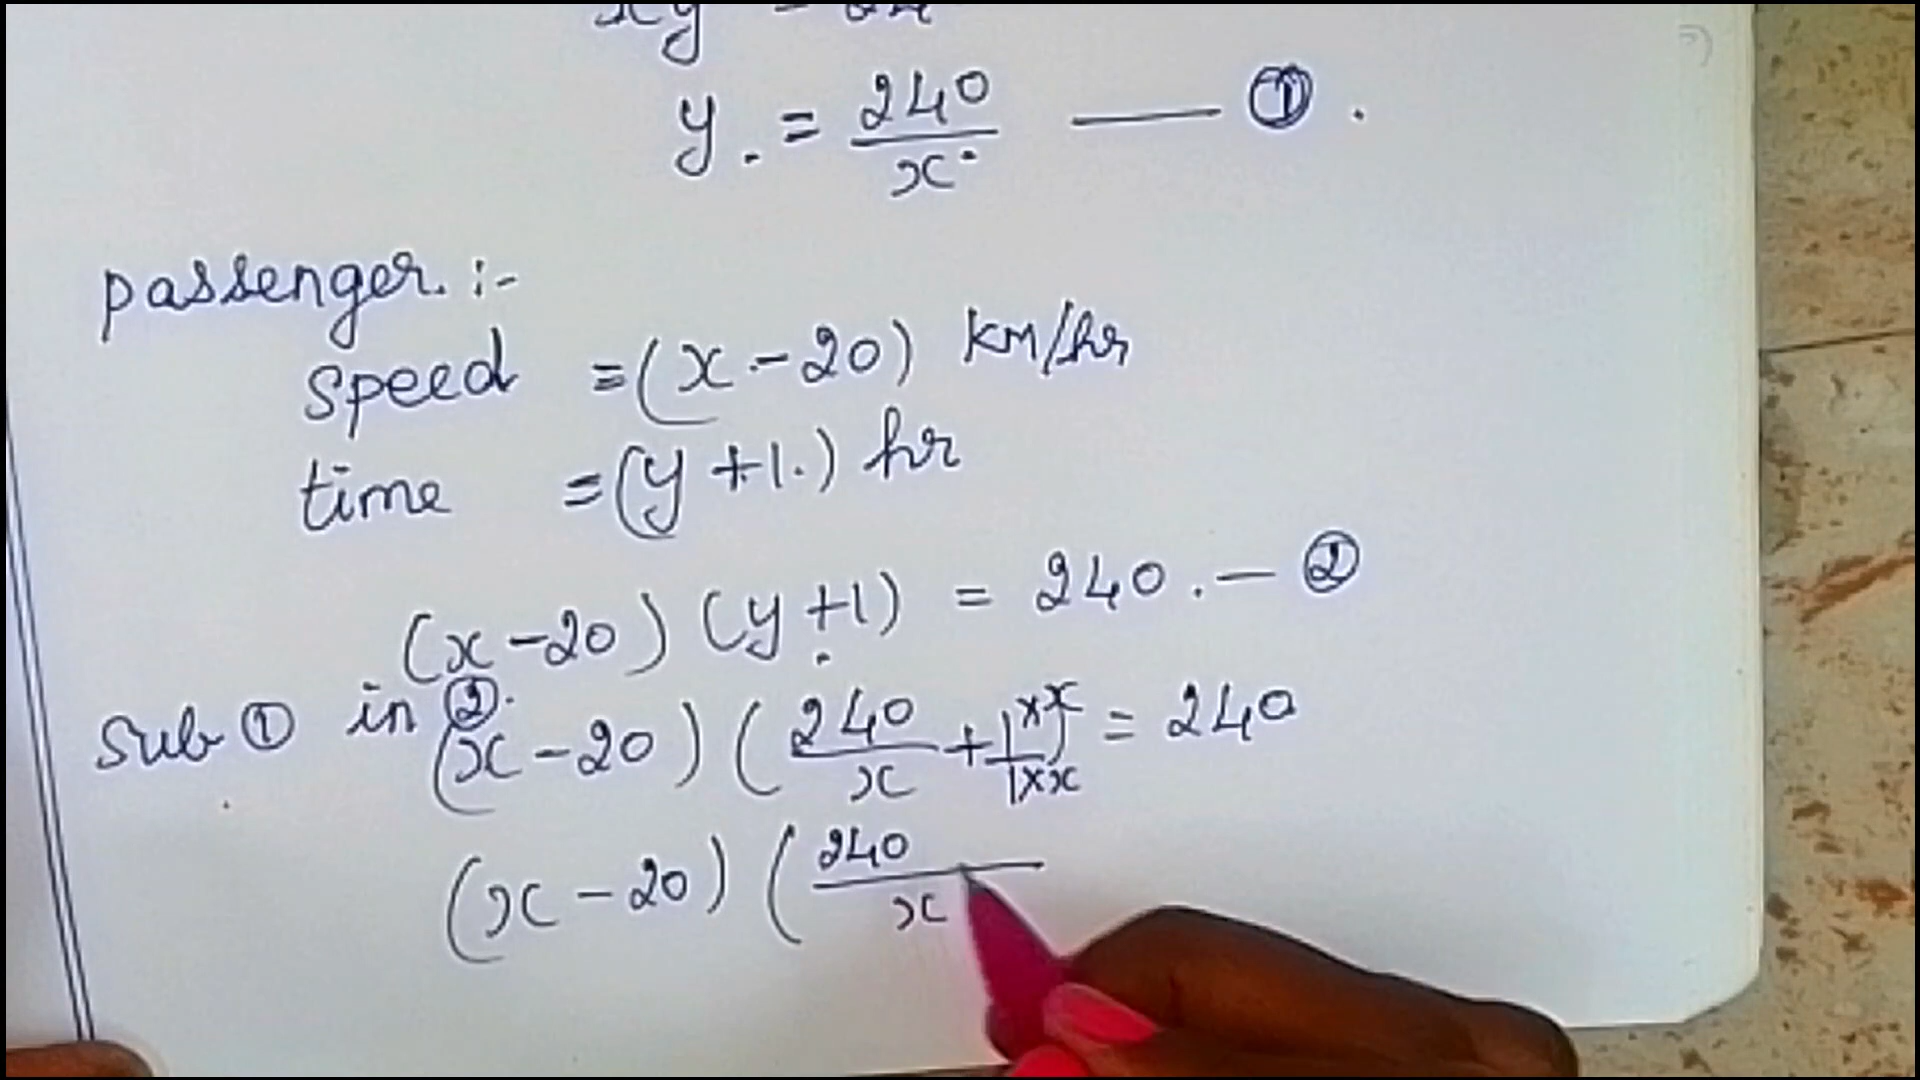 y = 240/x — ①.
passenger :-
speed = (x - 20) km/hr
time = (y + 1) hr
(x - 20) (y + 1) = 240. — ②
Sub ① in ②.
(x - 20) (240/x + 1×x/1×x) = 240
(x - 20) (240/x